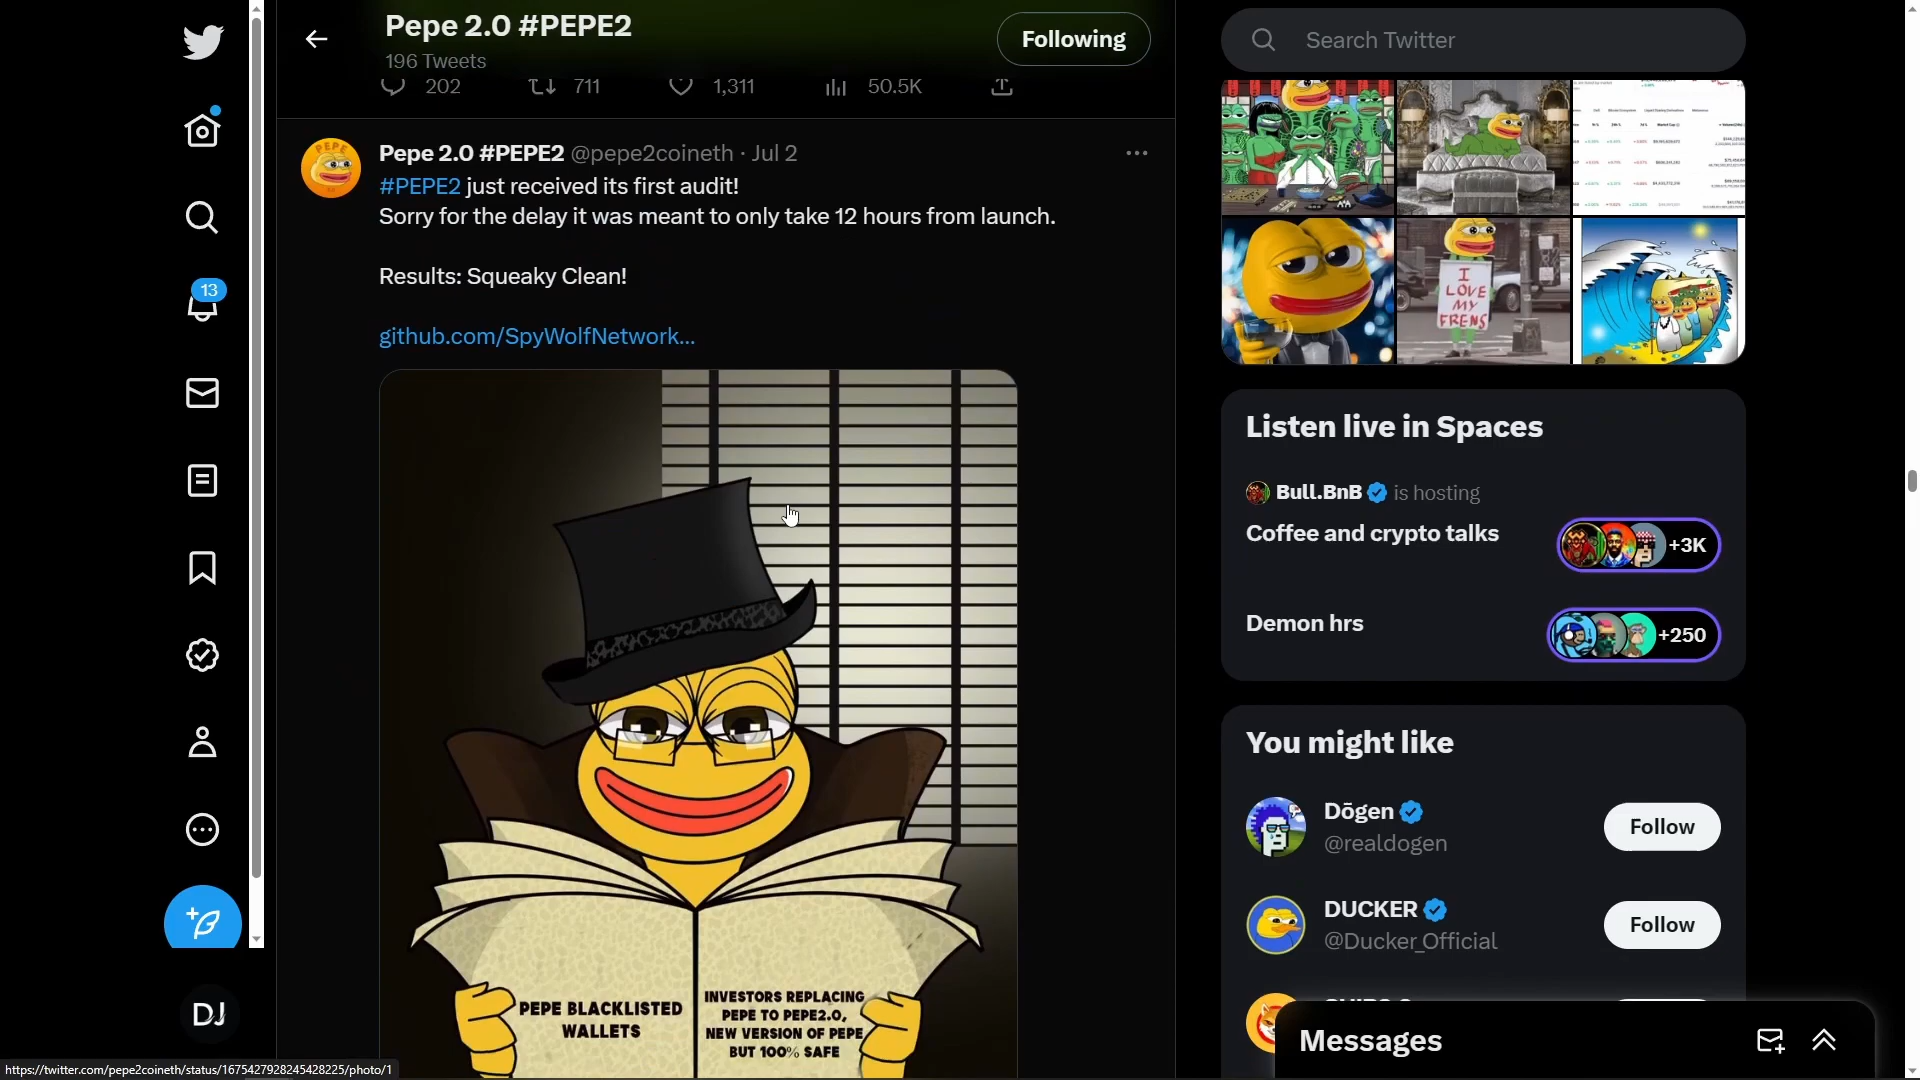 Pepe 2.0 #PEPE2
196 Tweets
Following
202 711 1,311 50.5K
Pepe 2.0 #PEPE2 @pepe2coineth · Jul 2
#PEPE2 just received its first audit!
Sorry for the delay it was meant to only take 12 hours from launch.
Results: Squeaky Clean!
github.com/SpyWolfNetwork...
PEPE BLACKLISTED
WALLETS
INVESTORS REPLACING
PEPE TO PEPE2.0,
NEW VERSION OF PEPE
BUT 100% SAFE
13
DJ
https://twitter.com/pepe2coineth/status/1675427928245428225/photo/1
Search Twitter
I
LOVE
MY
FRENS
Listen live in Spaces
Bull.BnB is hosting
Coffee and crypto talks
+3K
Demon hrs
+250
You might like
Dōgen
@realdogen
Follow
DUCKER
@Ducker_Official
Follow
Messages